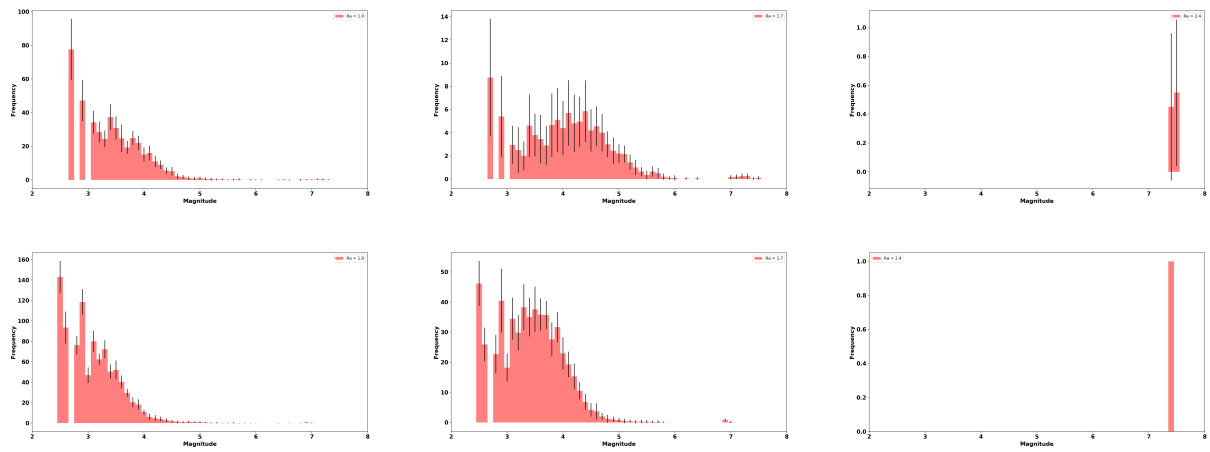 100
80
60
40
20
0
Frequency
2 3 4 5 6 7 8
Magnitude
Ra = 1.0
14
12
10
8
6
4
2
0
Frequency
2 3 4 5 6 7 8
Magnitude
Ra = 1.7
1.0
0.8
0.6
0.4
0.2
0.0
Frequency
2 3 4 5 6 7 8
Magnitude
Ra = 2.4
160
140
120
100
80
60
40
20
0
Frequency
2 3 4 5 6 7 8
Magnitude
Ra = 1.0
50
40
30
20
10
0
Frequency
2 3 4 5 6 7 8
Magnitude
Ra = 1.7
1.0
0.8
0.6
0.4
0.2
0.0
Frequency
2 3 4 5 6 7 8
Magnitude
Ra = 2.4